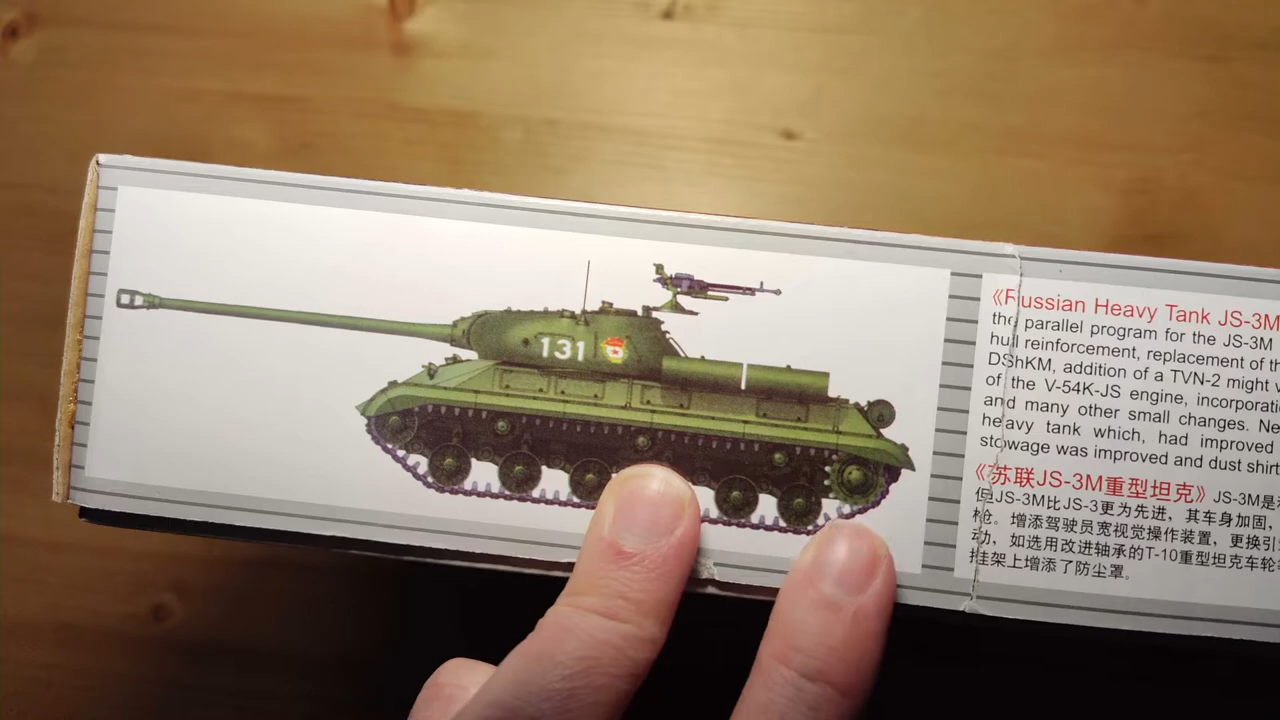 131
《Russian Heavy Tank JS-3M
the parallel program for the JS-3M
hull reinforcement, replacement of th
DShKM, addition of a TVN-2 might v
of the V-54K-JS engine, incorporati
and many other small changes. Ne
heavy tank which, had improved
stowage was improved and dust shirt
《苏联JS-3M重型坦克》 JS-3M是
但JS-3M比JS-3更为先进，其车身加固，
枪。增添驾驶员宽视觉操作装置，更换引
动，如选用改进轴承的T-10重型坦克车轮
挂架上增添了防尘罩。